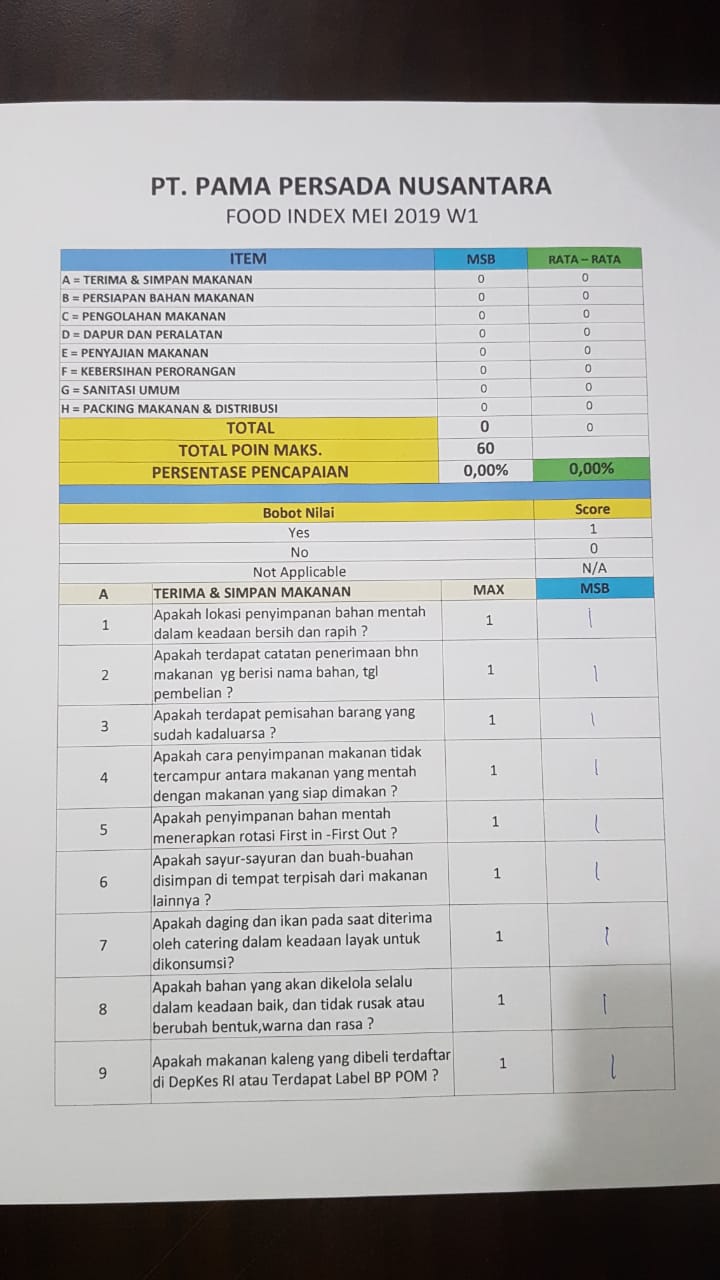 PT. PAMA PERSADA NUSANTARA
FOOD INDEX MEI 2019 W1
ITEM MSB RATA – RATA
A = TERIMA & SIMPAN MAKANAN 0 0
B = PERSIAPAN BAHAN MAKANAN 0 0
C = PENGOLAHAN MAKANAN 0 0
D = DAPUR DAN PERALATAN 0 0
E = PENYAJIAN MAKANAN 0 0
F = KEBERSIHAN PERORANGAN 0 0
G = SANITASI UMUM 0 0
H = PACKING MAKANAN & DISTRIBUSI 0 0
TOTAL 0 0
TOTAL POIN MAKS. 60
PERSENTASE PENCAPAIAN 0,00% 0,00%
Bobot Nilai Score
Yes 1
No 0
Not Applicable N/A
A TERIMA & SIMPAN MAKANAN MAX MSB
Apakah lokasi penyimpanan bahan mentah
1 dalam keadaan bersih dan rapih ? 1 1
Apakah terdapat catatan penerimaan bhn
2 makanan yg berisi nama bahan, tgl 1 1
pembelian ?
Apakah terdapat pemisahan barang yang
3 sudah kadaluarsa ? 1 1
Apakah cara penyimpanan makanan tidak
4 tercampur antara makanan yang mentah 1 1
dengan makanan yang siap dimakan ?
Apakah penyimpanan bahan mentah
5 menerapkan rotasi First in -First Out ? 1 1
Apakah sayur-sayuran dan buah-buahan
6 disimpan di tempat terpisah dari makanan 1 1
lainnya ?
Apakah daging dan ikan pada saat diterima
7 oleh catering dalam keadaan layak untuk 1 1
dikonsumsi?
Apakah bahan yang akan dikelola selalu
8 dalam keadaan baik, dan tidak rusak atau 1 1
berubah bentuk,warna dan rasa ?
Apakah makanan kaleng yang dibeli terdaftar
9 di DepKes RI atau Terdapat Label BP POM ? 1 1